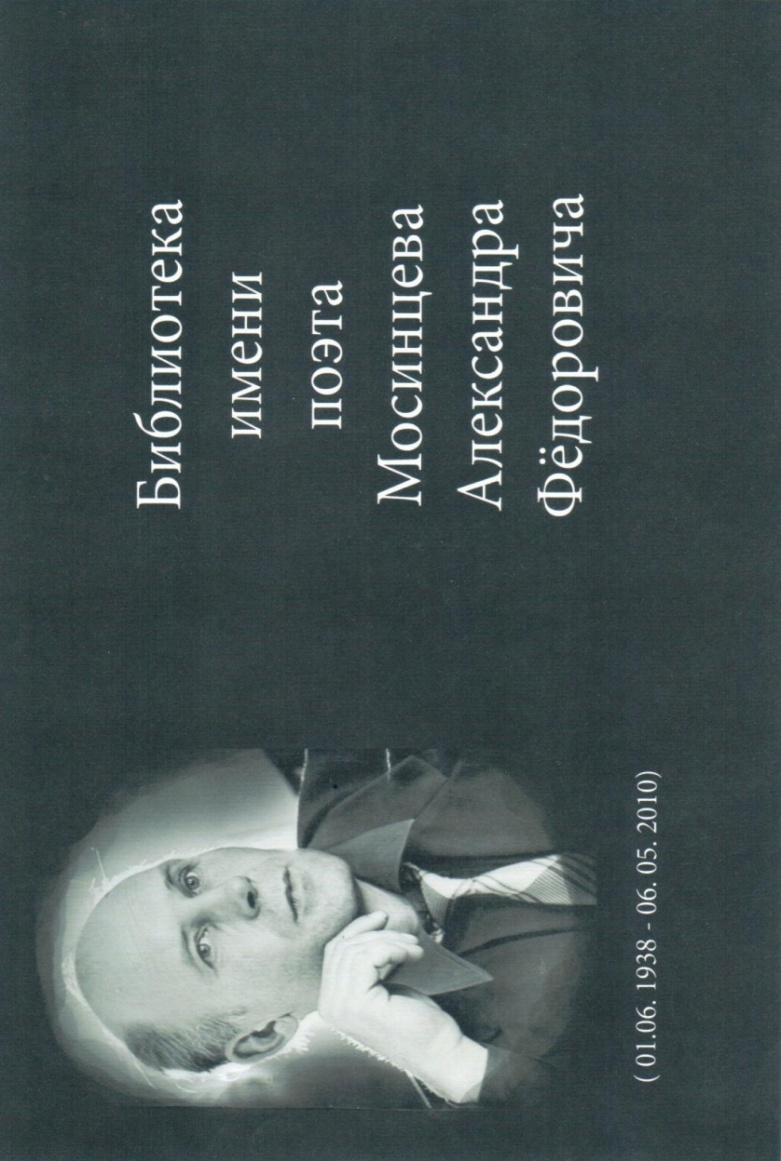 Библиотека
имени
поэта
Мосинцева
Александра
Фёдоровича
( 01.06. 1938 - 06. 05. 2010)